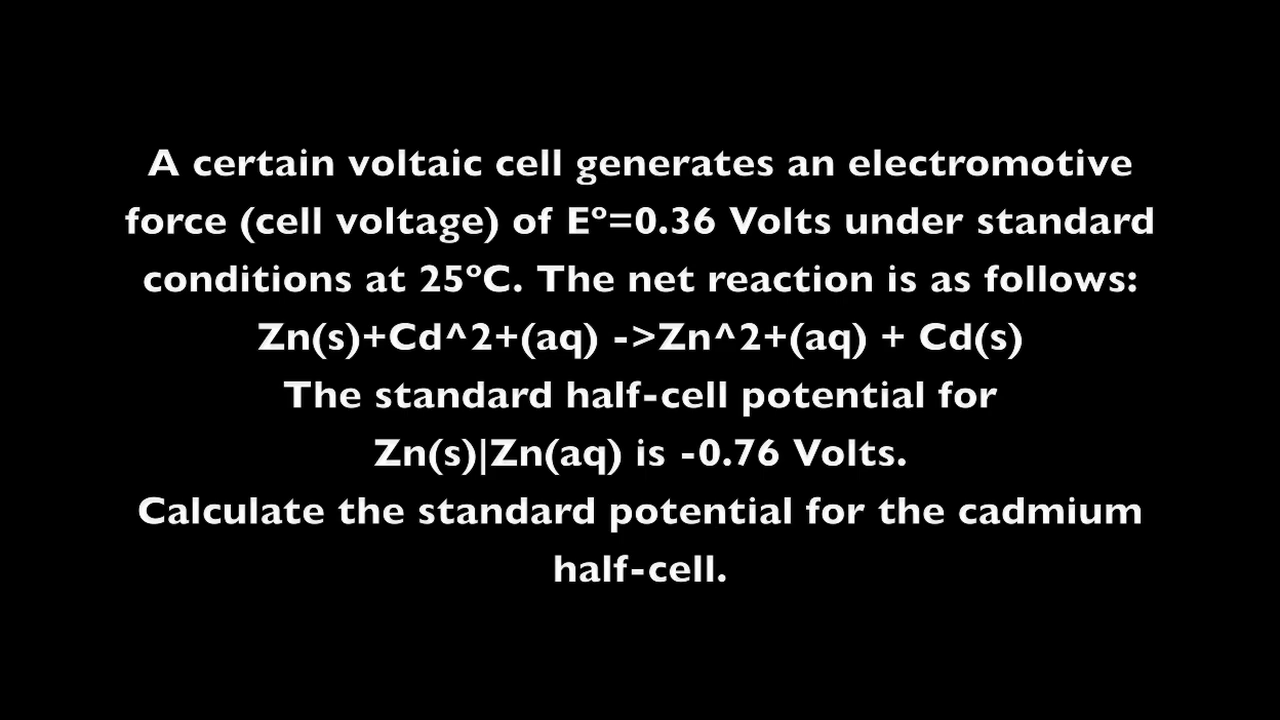 A certain voltaic cell generates an electromotive
force (cell voltage) of Eº=0.36 Volts under standard
conditions at 25ºC. The net reaction is as follows:
Zn(s)+Cd^2+(aq) ->Zn^2+(aq) + Cd(s)
The standard half-cell potential for
Zn(s)|Zn(aq) is -0.76 Volts.
Calculate the standard potential for the cadmium
half-cell.